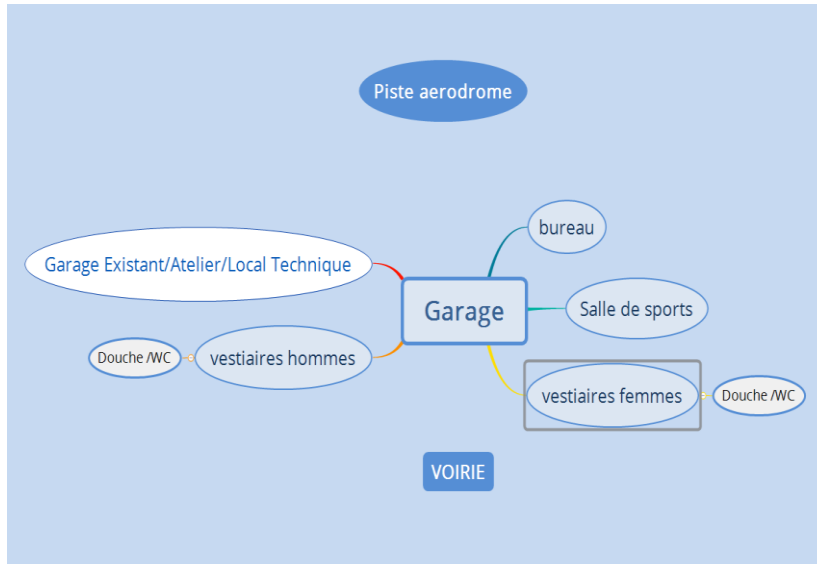 Piste aerodrome
bureau
Garage Existant/Atelier/Local Technique
Garage
Salle de sports
Douche /WC
vestiaires hommes
vestiaires femmes
Douche /WC
VOIRIE